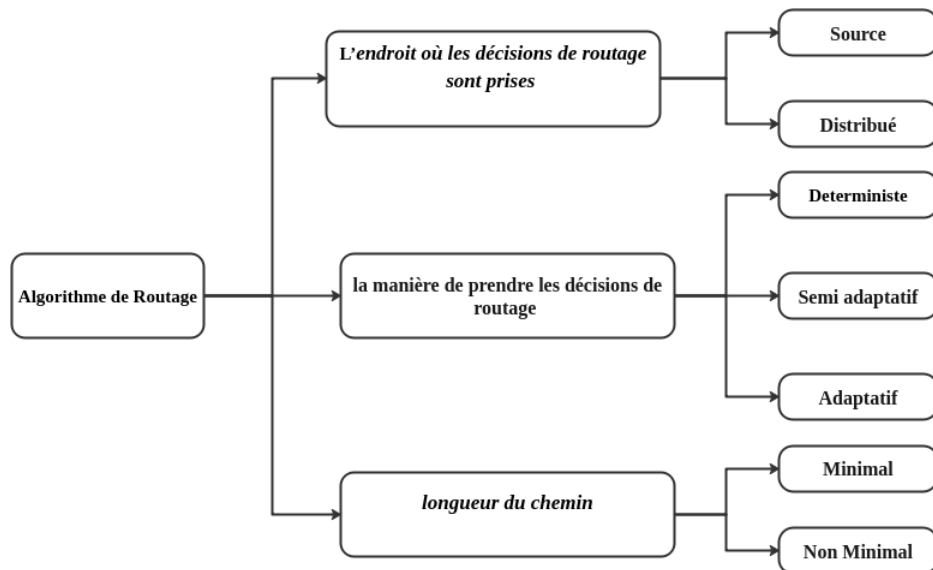 L'endroit où les décisions de routage
sont prises
Source
Distribué
Algorithme de Routage
la manière de prendre les décisions de
routage
Deterministe
Semi adaptatif
Adaptatif
longueur du chemin
Minimal
Non Minimal